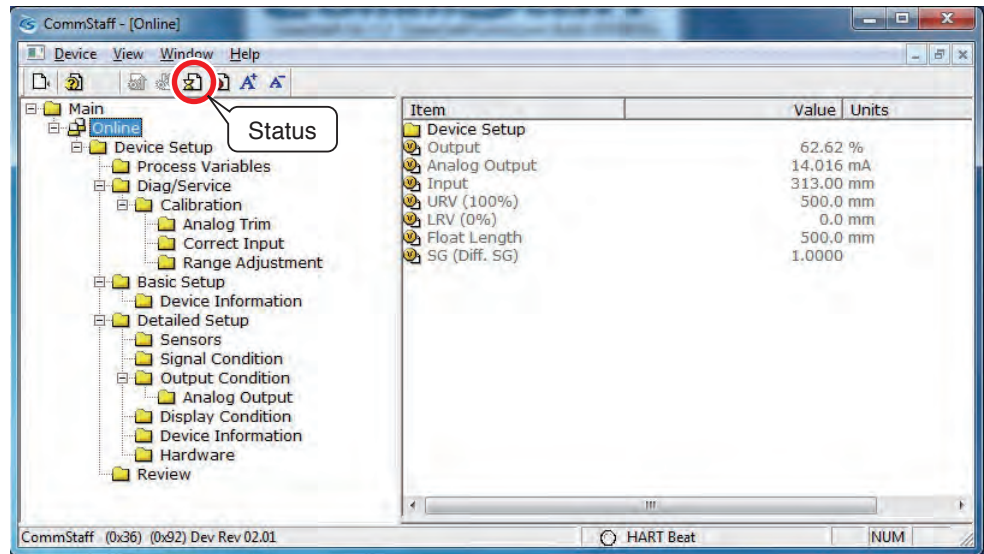 CommStaff - [Online]
Device View Window Help
A+ A-
Status
Main
Online
Device Setup
Process Variables
Diag/Service
Calibration
Analog Trim
Correct Input
Range Adjustment
Basic Setup
Device Information
Detailed Setup
Sensors
Signal Condition
Output Condition
Analog Output
Display Condition
Device Information
Hardware
Review
Item Value Units
Device Setup
Output 62.62 %
Analog Output 14.016 mA
Input 313.00 mm
URV (100%) 500.0 mm
LRV (0%) 0.0 mm
Float Length 500.0 mm
SG (Diff. SG) 1.0000
CommStaff (0x36) (0x92) Dev Rev 02.01 HART Beat NUM